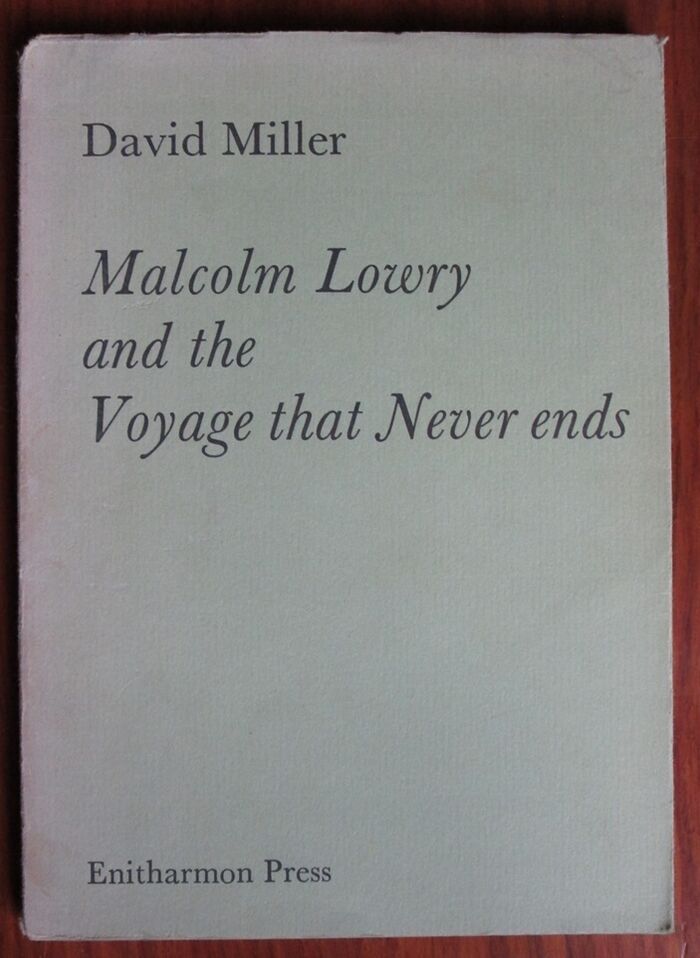 David Miller
Malcolm Lowry
and the
Voyage that Never ends
Enitharmon Press